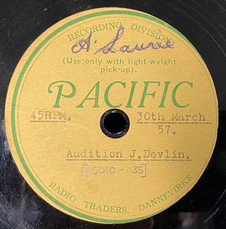 RECORDING DIVISION
(Use only with light-weight
pick-up).
PACIFIC
45RPM. 30th March
57.
Audition J.Devlin.
RADIO TRADERS. DANNEVIRKE